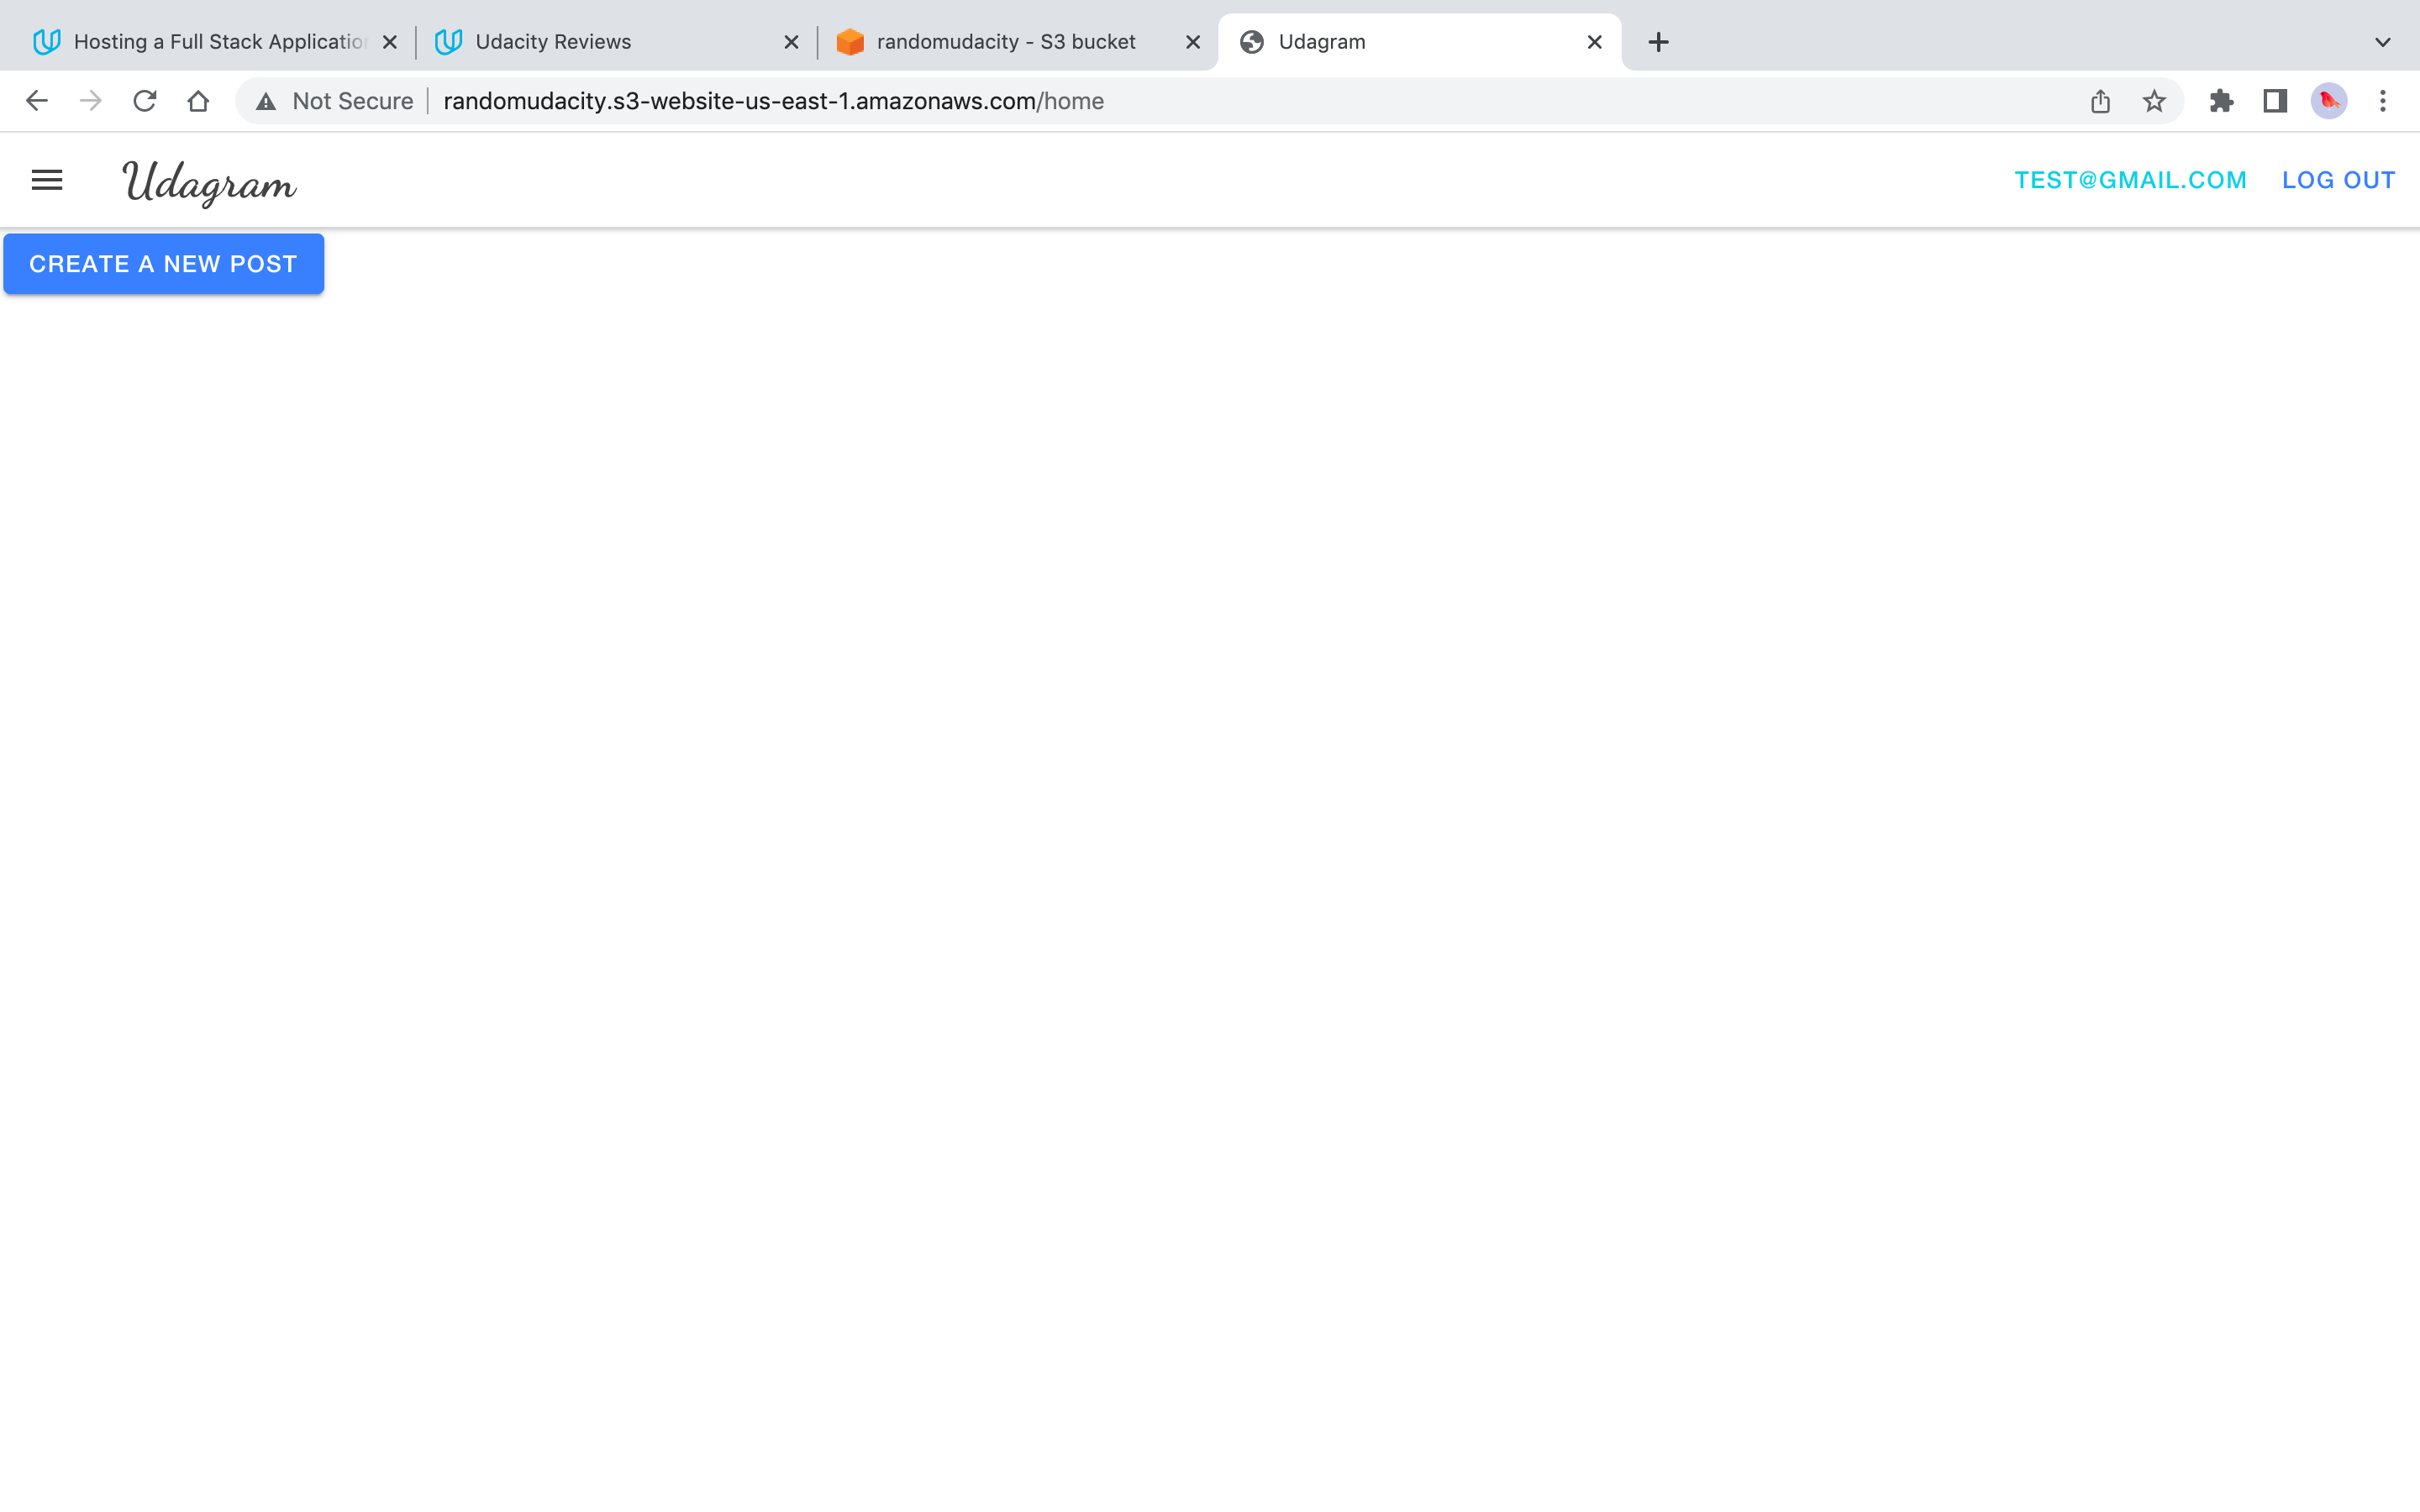 Hosting a Full Stack Application
Udacity Reviews
randomudacity - S3 bucket
Udagram
Not Secure
randomudacity.s3-website-us-east-1.amazonaws.com/home
Udagram
TEST@GMAIL.COM
LOG OUT
CREATE A NEW POST